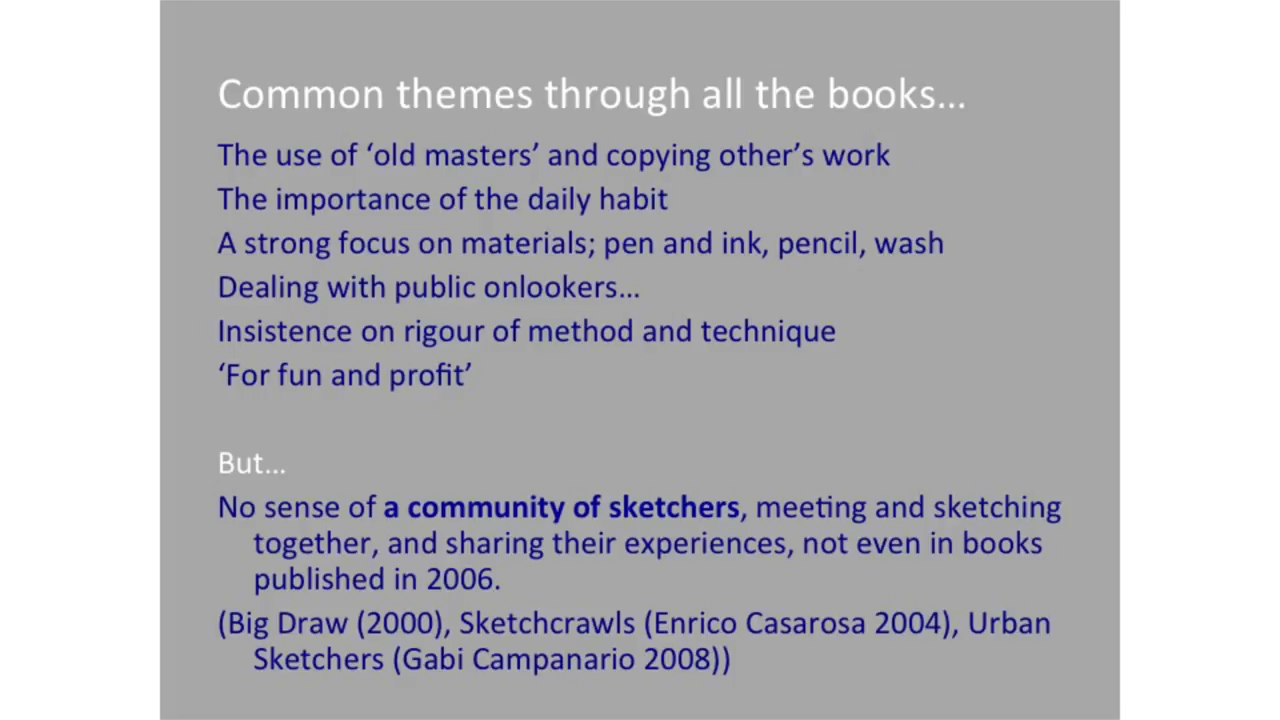 Common themes through all the books...
The use of ‘old masters’ and copying other’s work
The importance of the daily habit
A strong focus on materials; pen and ink, pencil, wash
Dealing with public onlookers...
Insistence on rigour of method and technique
‘For fun and profit’
But...
No sense of a community of sketchers, meeting and sketching
together, and sharing their experiences, not even in books
published in 2006.
(Big Draw (2000), Sketchcrawls (Enrico Casarosa 2004), Urban
Sketchers (Gabi Campanario 2008))